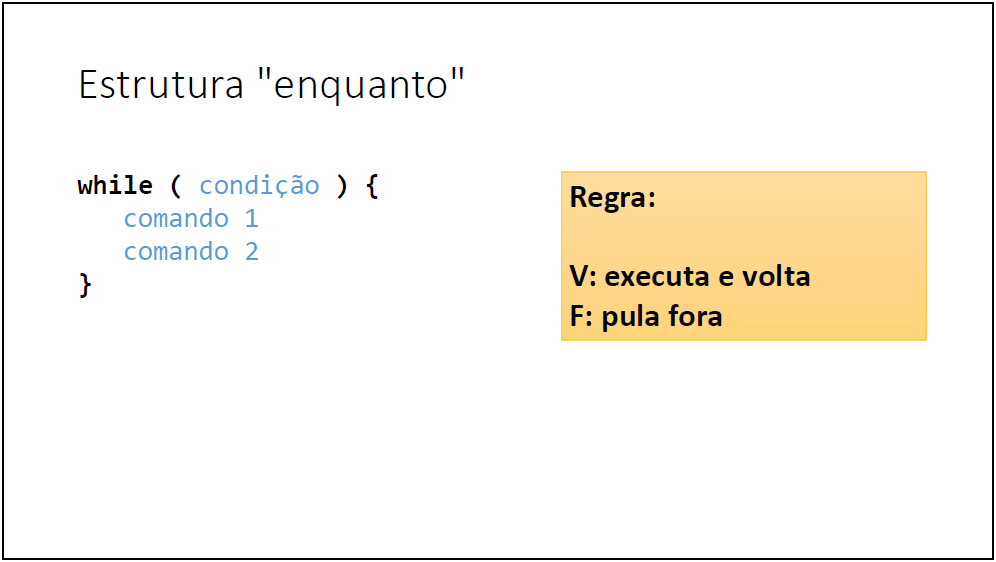 Estrutura "enquanto"
while ( condição ) {
comando 1
comando 2
}
Regra:
V: executa e volta
F: pula fora